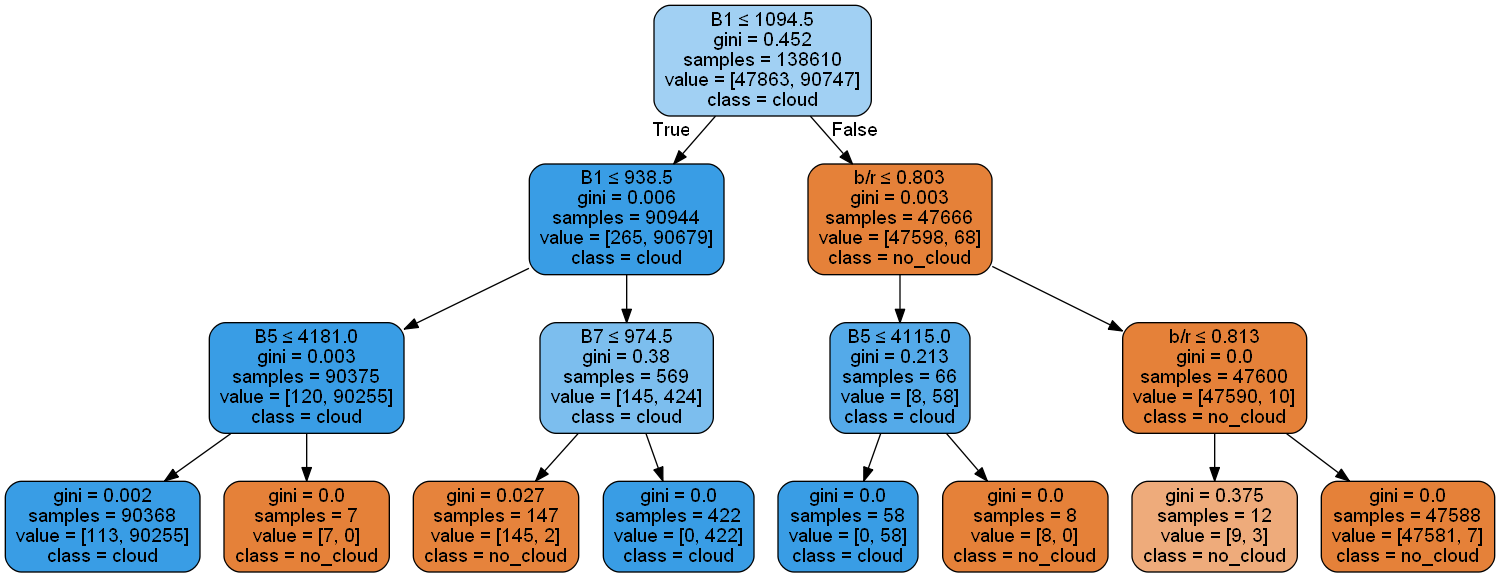 B1 ≤ 1094.5
gini = 0.452
samples = 138610
value = [47863, 90747]
class = cloud
True
False
B1 ≤ 938.5
gini = 0.006
samples = 90944
value = [265, 90679]
class = cloud
b/r ≤ 0.803
gini = 0.003
samples = 47666
value = [47598, 68]
class = no_cloud
B5 ≤ 4181.0
gini = 0.003
samples = 90375
value = [120, 90255]
class = cloud
B7 ≤ 974.5
gini = 0.38
samples = 569
value = [145, 424]
class = cloud
B5 ≤ 4115.0
gini = 0.213
samples = 66
value = [8, 58]
class = cloud
b/r ≤ 0.813
gini = 0.0
samples = 47600
value = [47590, 10]
class = no_cloud
gini = 0.002
samples = 90368
value = [113, 90255]
class = cloud
gini = 0.0
samples = 7
value = [7, 0]
class = no_cloud
gini = 0.027
samples = 147
value = [145, 2]
class = no_cloud
gini = 0.0
samples = 422
value = [0, 422]
class = cloud
gini = 0.0
samples = 58
value = [0, 58]
class = cloud
gini = 0.0
samples = 8
value = [8, 0]
class = no_cloud
gini = 0.375
samples = 12
value = [9, 3]
class = no_cloud
gini = 0.0
samples = 47588
value = [47581, 7]
class = no_cloud